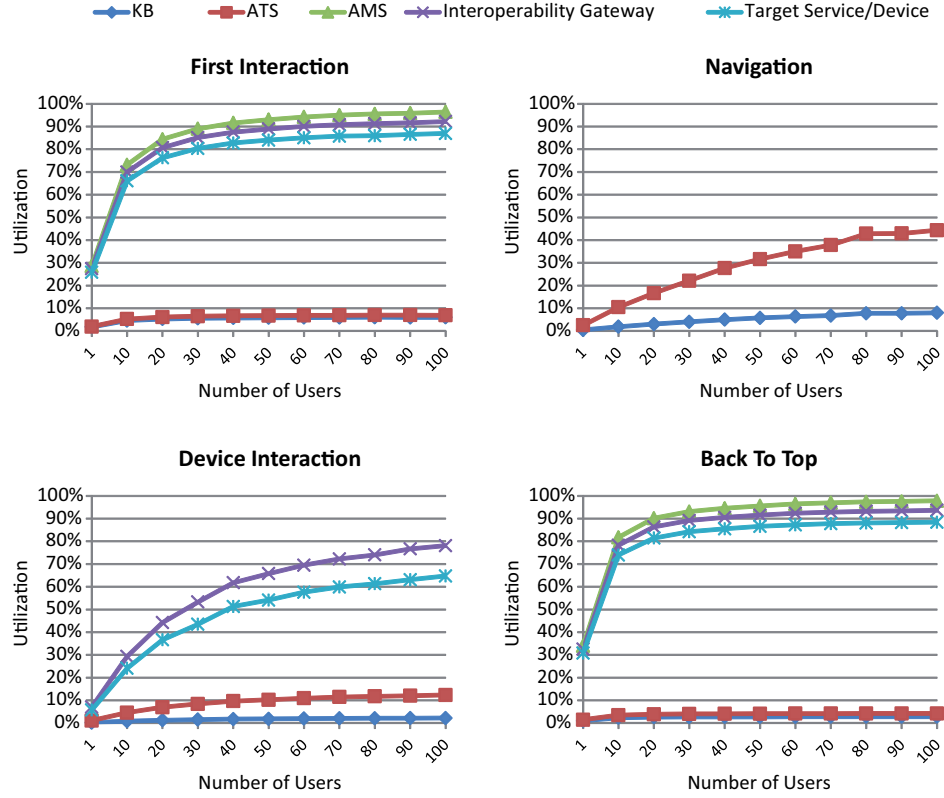 KB ATS AMS Interoperability Gateway Target Service/Device
First Interaction
Utilization
100%
90%
80%
70%
60%
50%
40%
30%
20%
10%
0%
1 10 20 30 40 50 60 70 80 90 100
Number of Users
Navigation
Utilization
100%
90%
80%
70%
60%
50%
40%
30%
20%
10%
0%
1 10 20 30 40 50 60 70 80 90 100
Number of Users
Device Interaction
Utilization
100%
90%
80%
70%
60%
50%
40%
30%
20%
10%
0%
1 10 20 30 40 50 60 70 80 90 100
Number of Users
Back To Top
Utilization
100%
90%
80%
70%
60%
50%
40%
30%
20%
10%
0%
1 10 20 30 40 50 60 70 80 90 100
Number of Users